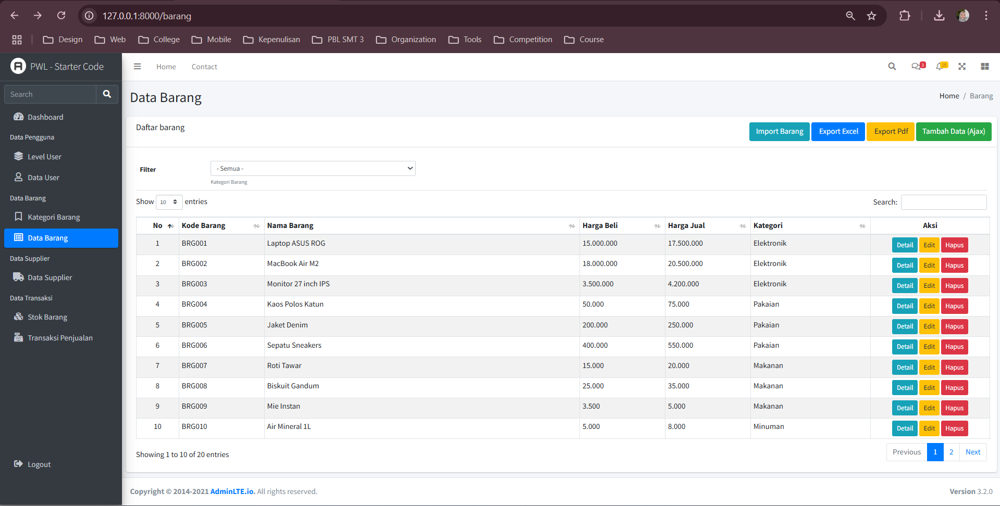 127.0.0.1:8000/barang
Design Web College Mobile Kepenulisan PBL SMT 3 Organization Tools Competition Course
PWL - Starter Code
Home Contact
3
15
Search
Dashboard
Data Pengguna
Level User
Data User
Data Barang
Kategori Barang
Data Barang
Data Supplier
Data Supplier
Data Transaksi
Stok Barang
Transaksi Penjualan
Logout
Data Barang
Home / Barang
Daftar barang
Import Barang Export Excel Export Pdf Tambah Data (Ajax)
Filter - Semua -
Kategori Barang
Show 10 entries Search:
No Kode Barang Nama Barang Harga Beli Harga Jual Kategori Aksi
1 BRG001 Laptop ASUS ROG 15.000.000 17.500.000 Elektronik Detail Edit Hapus
2 BRG002 MacBook Air M2 18.000.000 20.500.000 Elektronik Detail Edit Hapus
3 BRG003 Monitor 27 inch IPS 3.500.000 4.200.000 Elektronik Detail Edit Hapus
4 BRG004 Kaos Polos Katun 50.000 75.000 Pakaian Detail Edit Hapus
5 BRG005 Jaket Denim 200.000 250.000 Pakaian Detail Edit Hapus
6 BRG006 Sepatu Sneakers 400.000 550.000 Pakaian Detail Edit Hapus
7 BRG007 Roti Tawar 15.000 20.000 Makanan Detail Edit Hapus
8 BRG008 Biskuit Gandum 25.000 35.000 Makanan Detail Edit Hapus
9 BRG009 Mie Instan 3.500 5.000 Makanan Detail Edit Hapus
10 BRG010 Air Mineral 1L 5.000 8.000 Minuman Detail Edit Hapus
Showing 1 to 10 of 20 entries Previous 1 2 Next
Copyright © 2014-2021 AdminLTE.io. All rights reserved. Version 3.2.0